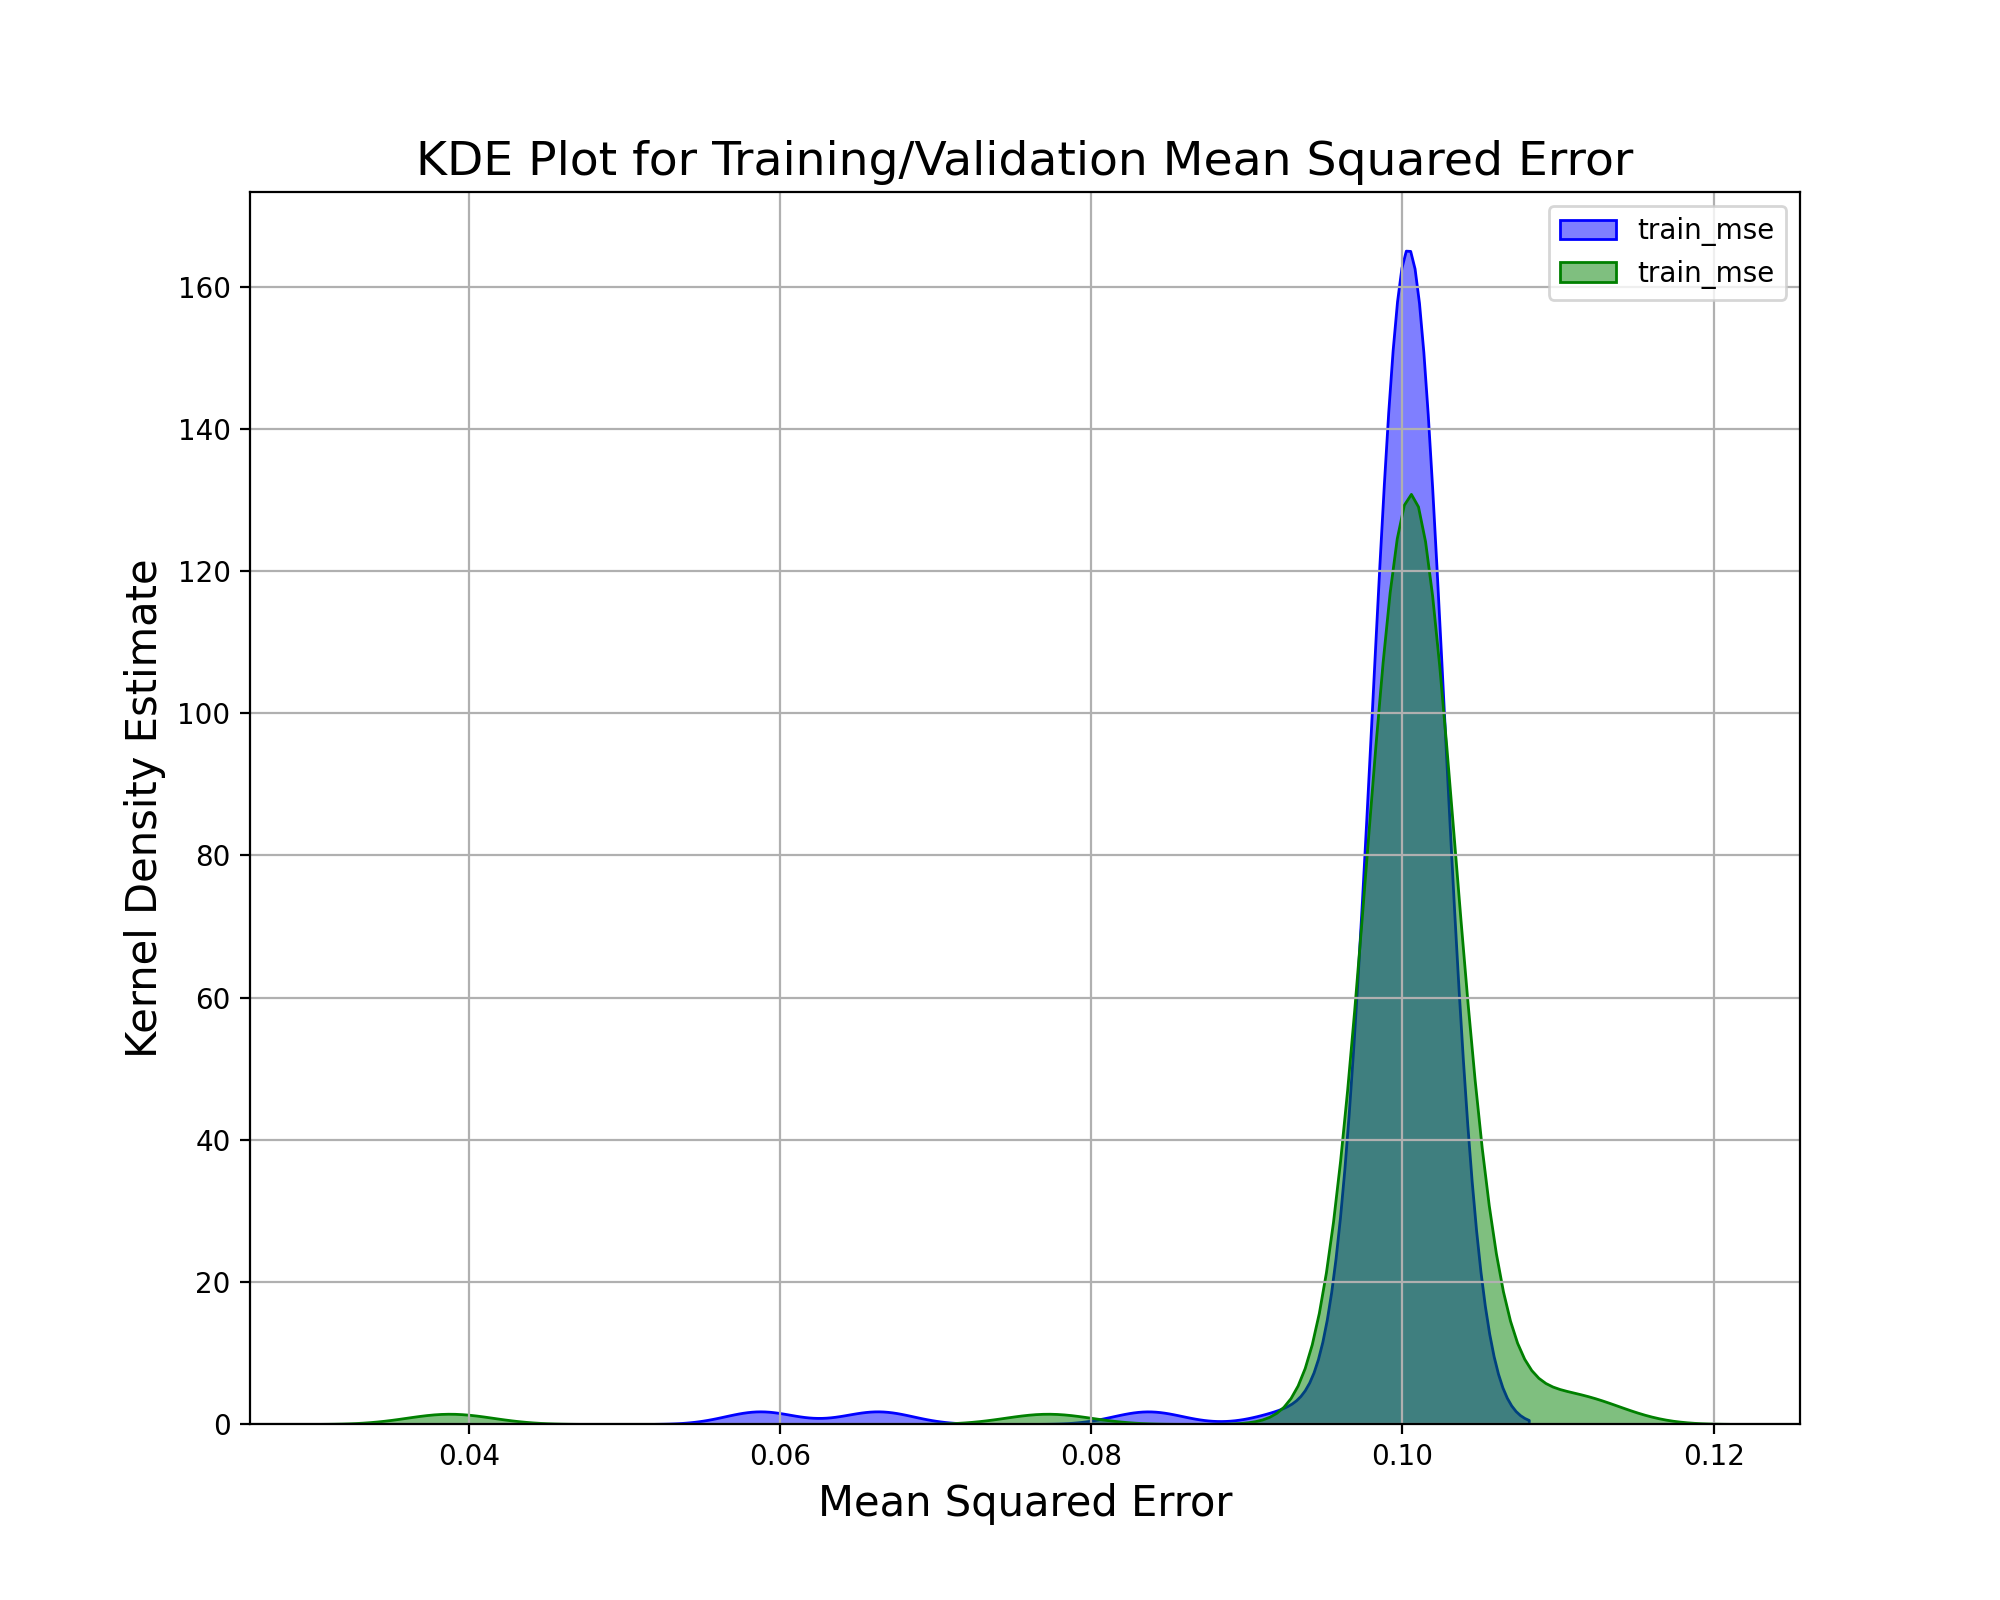 KDE Plot for Training/Validation Mean Squared Error
train_mse
train_mse
160
140
120
100
80
60
40
20
0
Kernel Density Estimate
0.04 0.06 0.08 0.10 0.12
Mean Squared Error